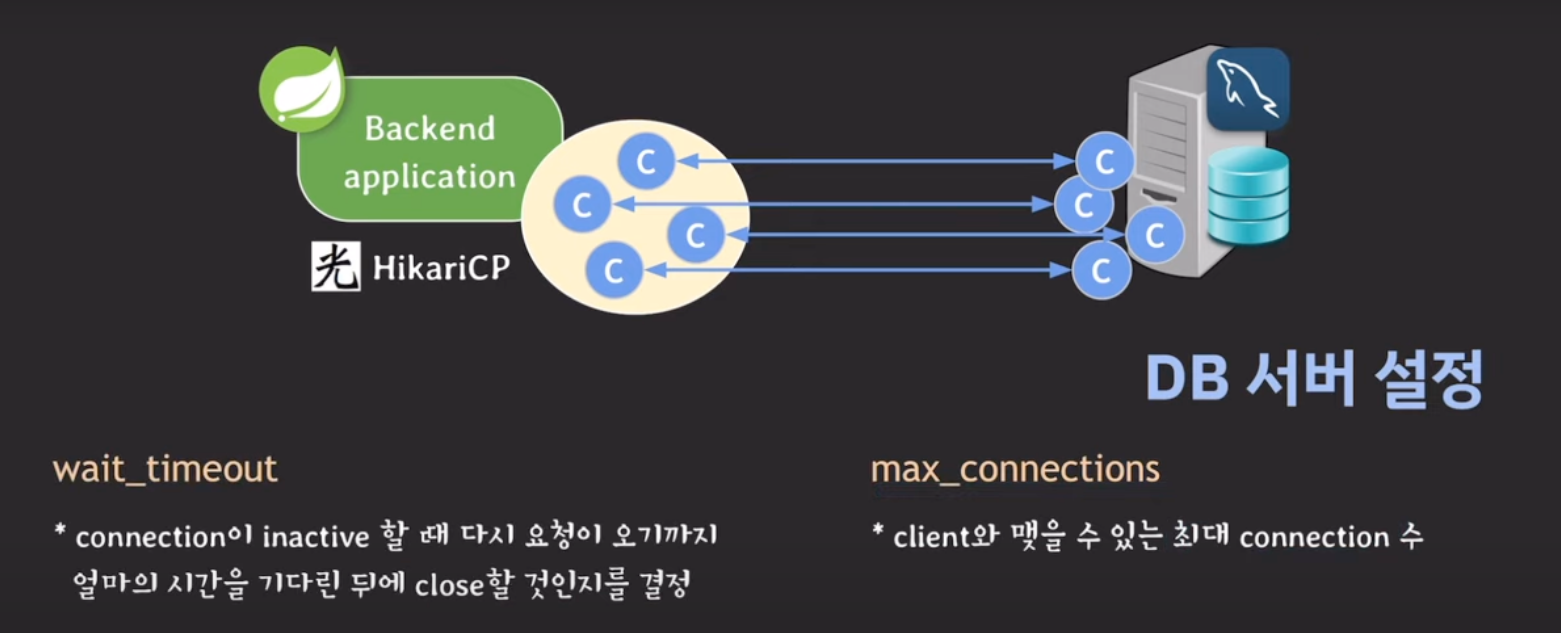 Backend
application
C
C
C
C
C
C
C
C
光 HikariCP
DB 서버 설정
wait_timeout
* connection이 inactive 할 때 다시 요청이 오기까지
얼마의 시간을 기다린 뒤에 close할 것인지를 결정
max_connections
* client와 맺을 수 있는 최대 connection 수